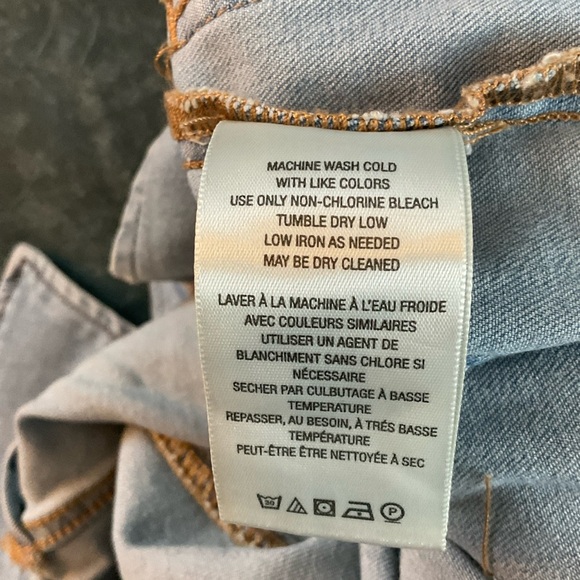 MACHINE WASH COLD
WITH LIKE COLORS
USE ONLY NON-CHLORINE BLEACH
TUMBLE DRY LOW
LOW IRON AS NEEDED
MAY BE DRY CLEANED
LAVER À LA MACHINE À L'EAU FROIDE
AVEC COULEURS SIMILAIRES
UTILISER UN AGENT DE
BLANCHIMENT SANS CHLORE SI
NÉCESSAIRE
SECHER PAR CULBUTAGE À BASSE
TEMPERATURE
REPASSER, AU BESOIN, À TRÉS BASSE
TEMPÉRATURE
PEUT-ÊTRE ÊTRE NETTOYÉE À SEC
30 P